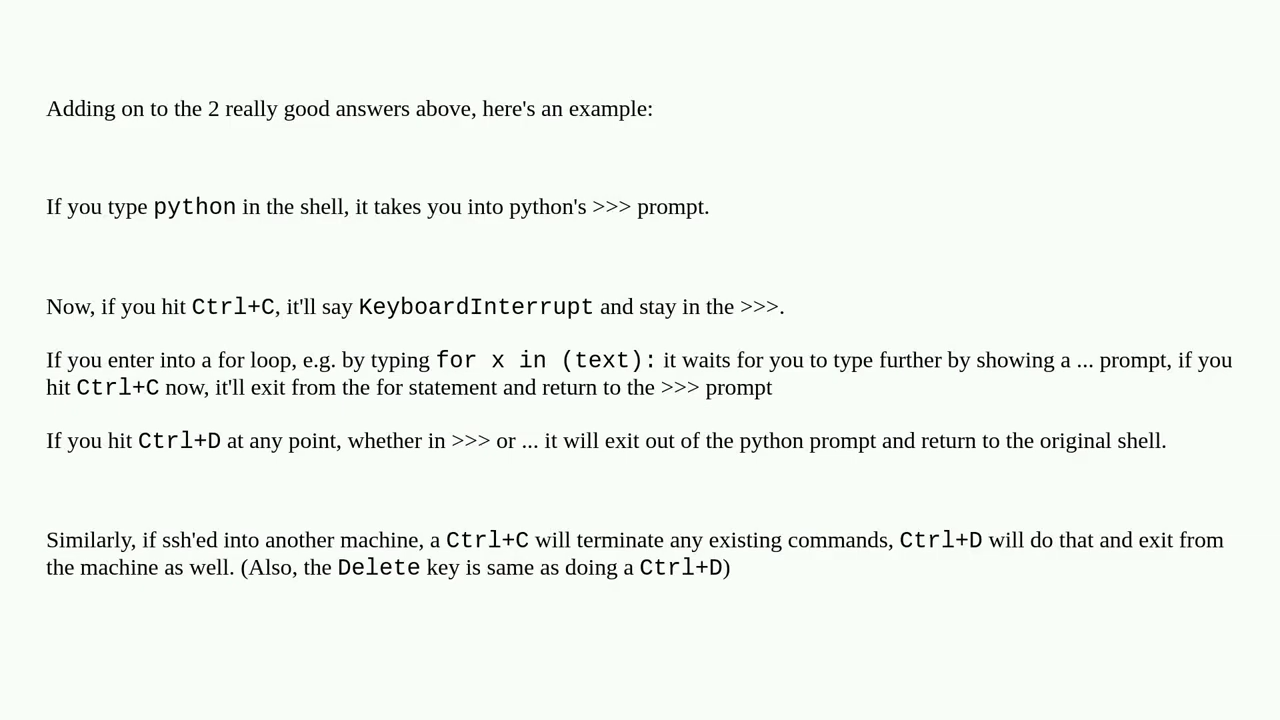 Adding on to the 2 really good answers above, here's an example:
If you type python in the shell, it takes you into python's >>> prompt.
Now, if you hit Ctrl+C, it'll say KeyboardInterrupt and stay in the >>>.
If you enter into a for loop, e.g. by typing for x in (text): it waits for you to type further by showing a ... prompt, if you
hit Ctrl+C now, it'll exit from the for statement and return to the >>> prompt
If you hit Ctrl+D at any point, whether in >>> or ... it will exit out of the python prompt and return to the original shell.
Similarly, if ssh'ed into another machine, a Ctrl+C will terminate any existing commands, Ctrl+D will do that and exit from
the machine as well. (Also, the Delete key is same as doing a Ctrl+D)